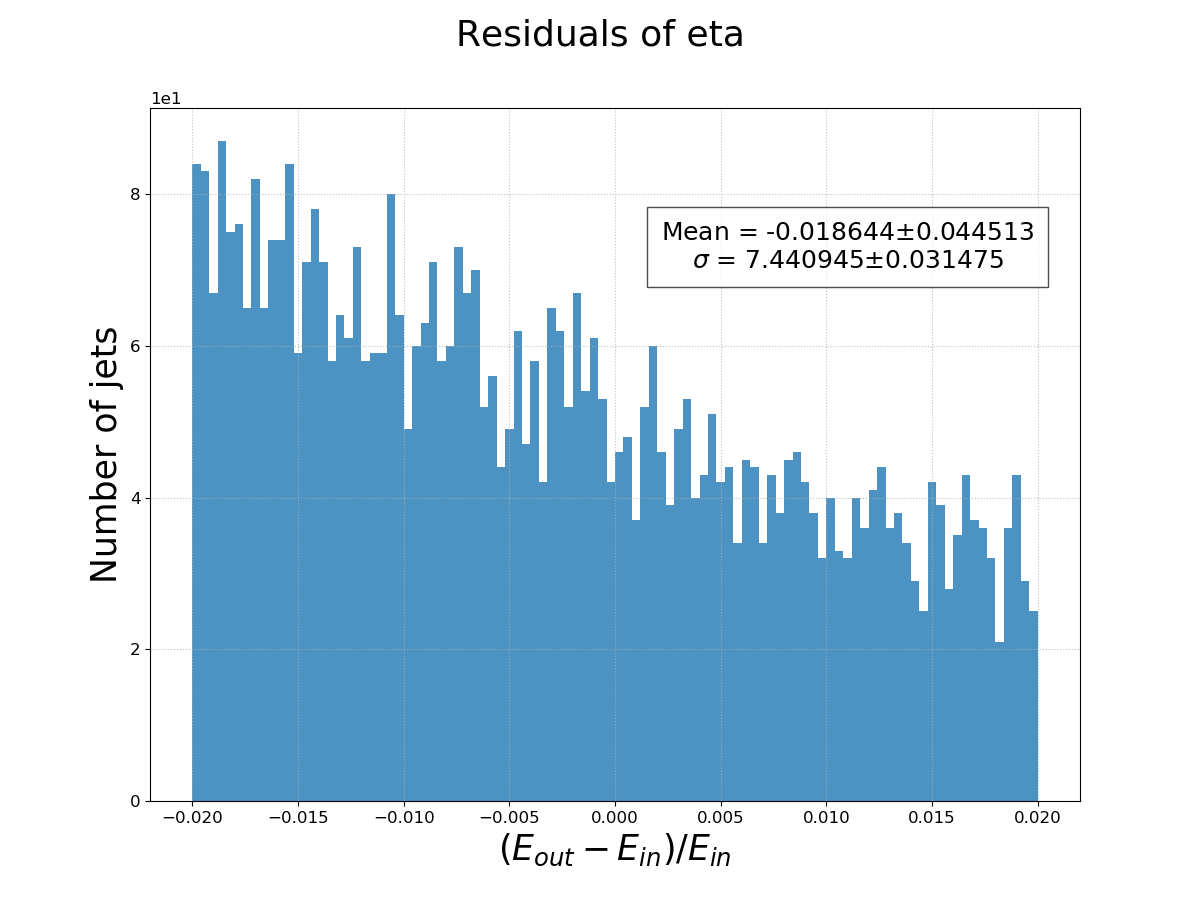 Residuals of eta
1e1
8
6
4
2
0
Number of jets
Mean = -0.018644±0.044513
σ = 7.440945±0.031475
−0.020 −0.015 −0.010 −0.005 0.000 0.005 0.010 0.015 0.020
(E_out − E_in)/E_in